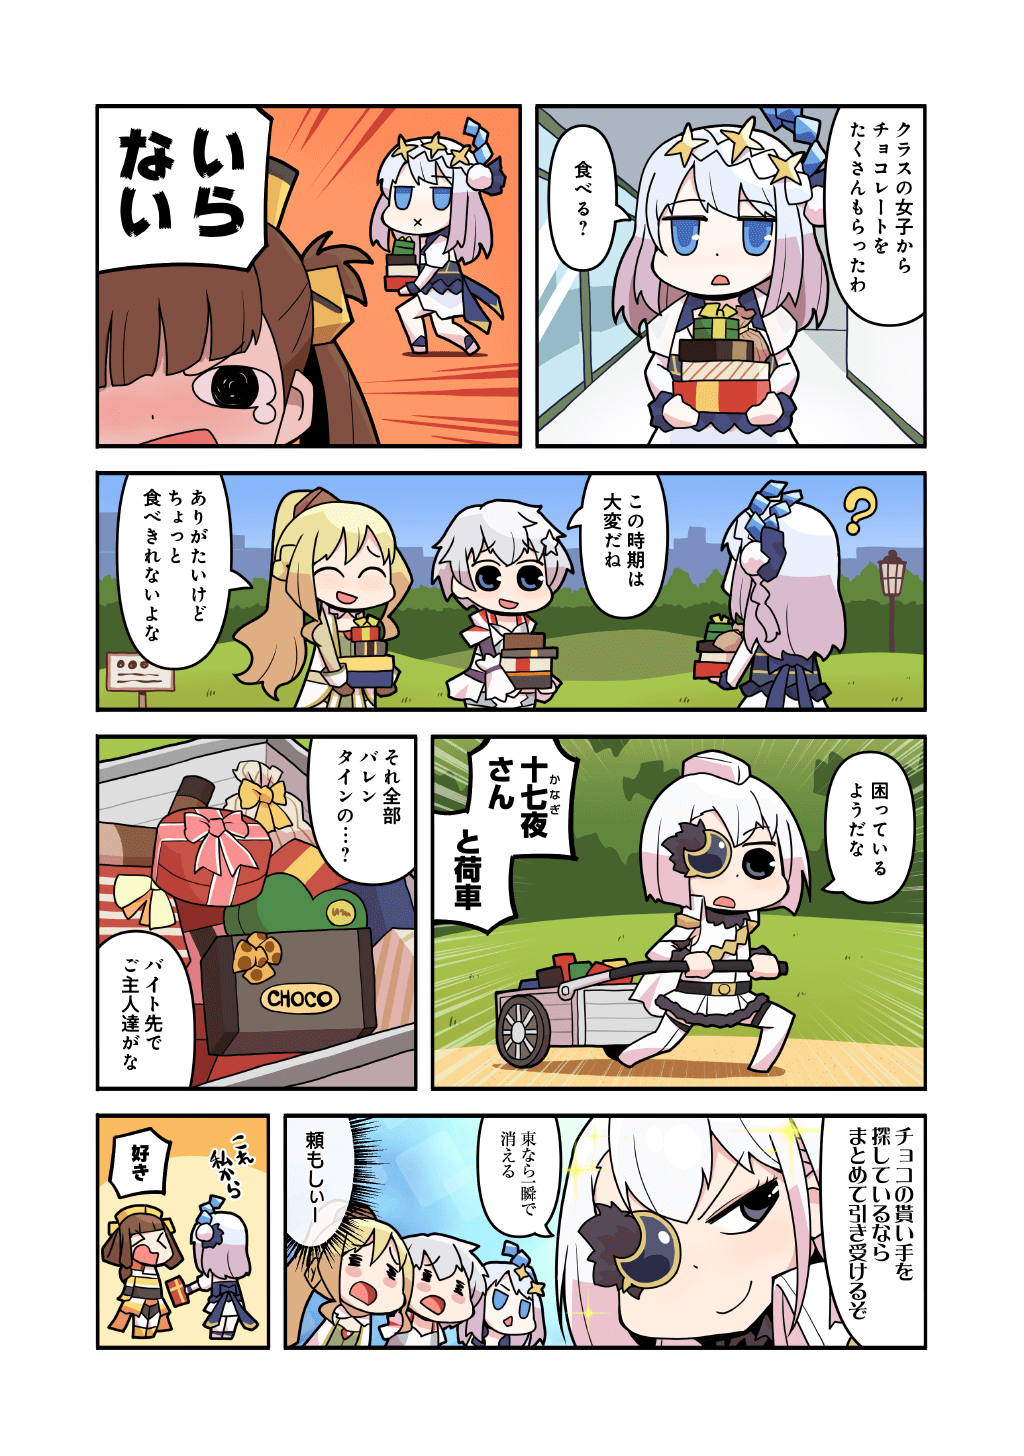 クラスの女子から
チョコレートを
たくさんもらったわ
食べる？
いら
ない
この時期は
大変だね
ありがたいけど
ちょっと
食べきれないよな
困っている
ようだな
十七夜
かなぎ
さん
と荷車
それ全部
バレン
タインの…？
CHOCO
バイト先で
ご主人達がな
チョコの貰い手を
探しているなら
まとめて引き受けるぞ
東なら一瞬で
消える
頼もしぃー
これ
私から
好き